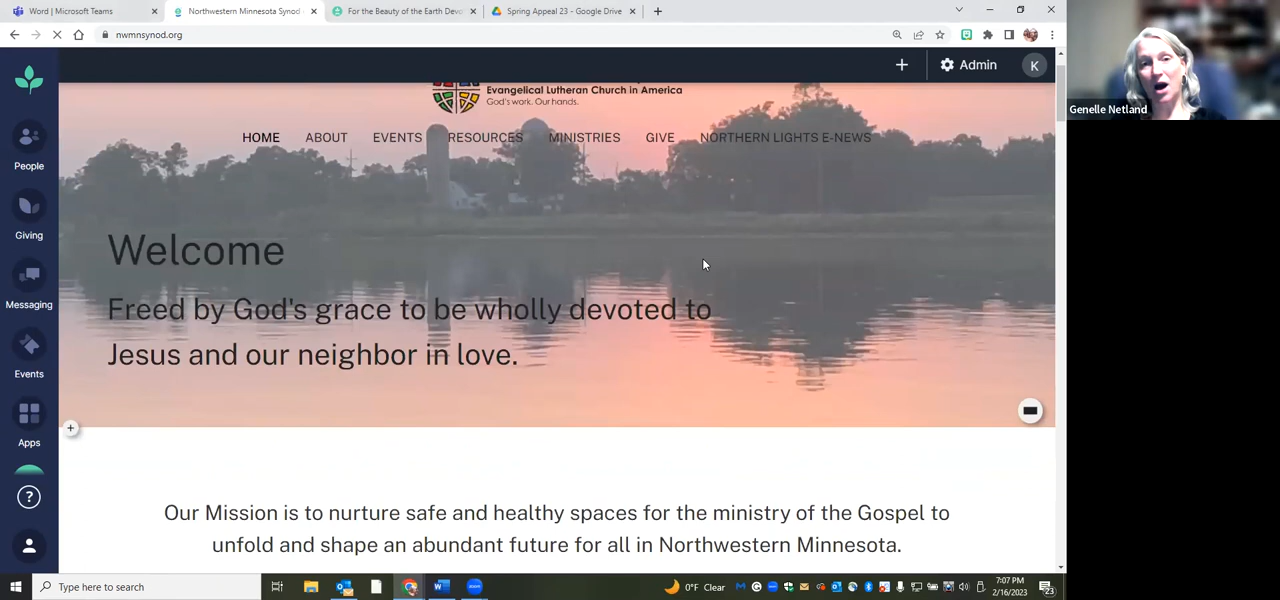 Word | Microsoft Teams
Northwestern Minnesota Synod -
For the Beauty of the Earth Devo
Spring Appeal 23 - Google Drive
nwmnsynod.org
Admin
K
Genelle Netland
Evangelical Lutheran Church in America
God's work. Our hands.
HOME ABOUT EVENTS RESOURCES MINISTRIES GIVE NORTHERN LIGHTS E-NEWS
People
Giving
Messaging
Events
Apps
Welcome
Freed by God's grace to be wholly devoted to
Jesus and our neighbor in love.
Our Mission is to nurture safe and healthy spaces for the ministry of the Gospel to
unfold and shape an abundant future for all in Northwestern Minnesota.
Type here to search
0°F Clear
7:07 PM
2/16/2023
23